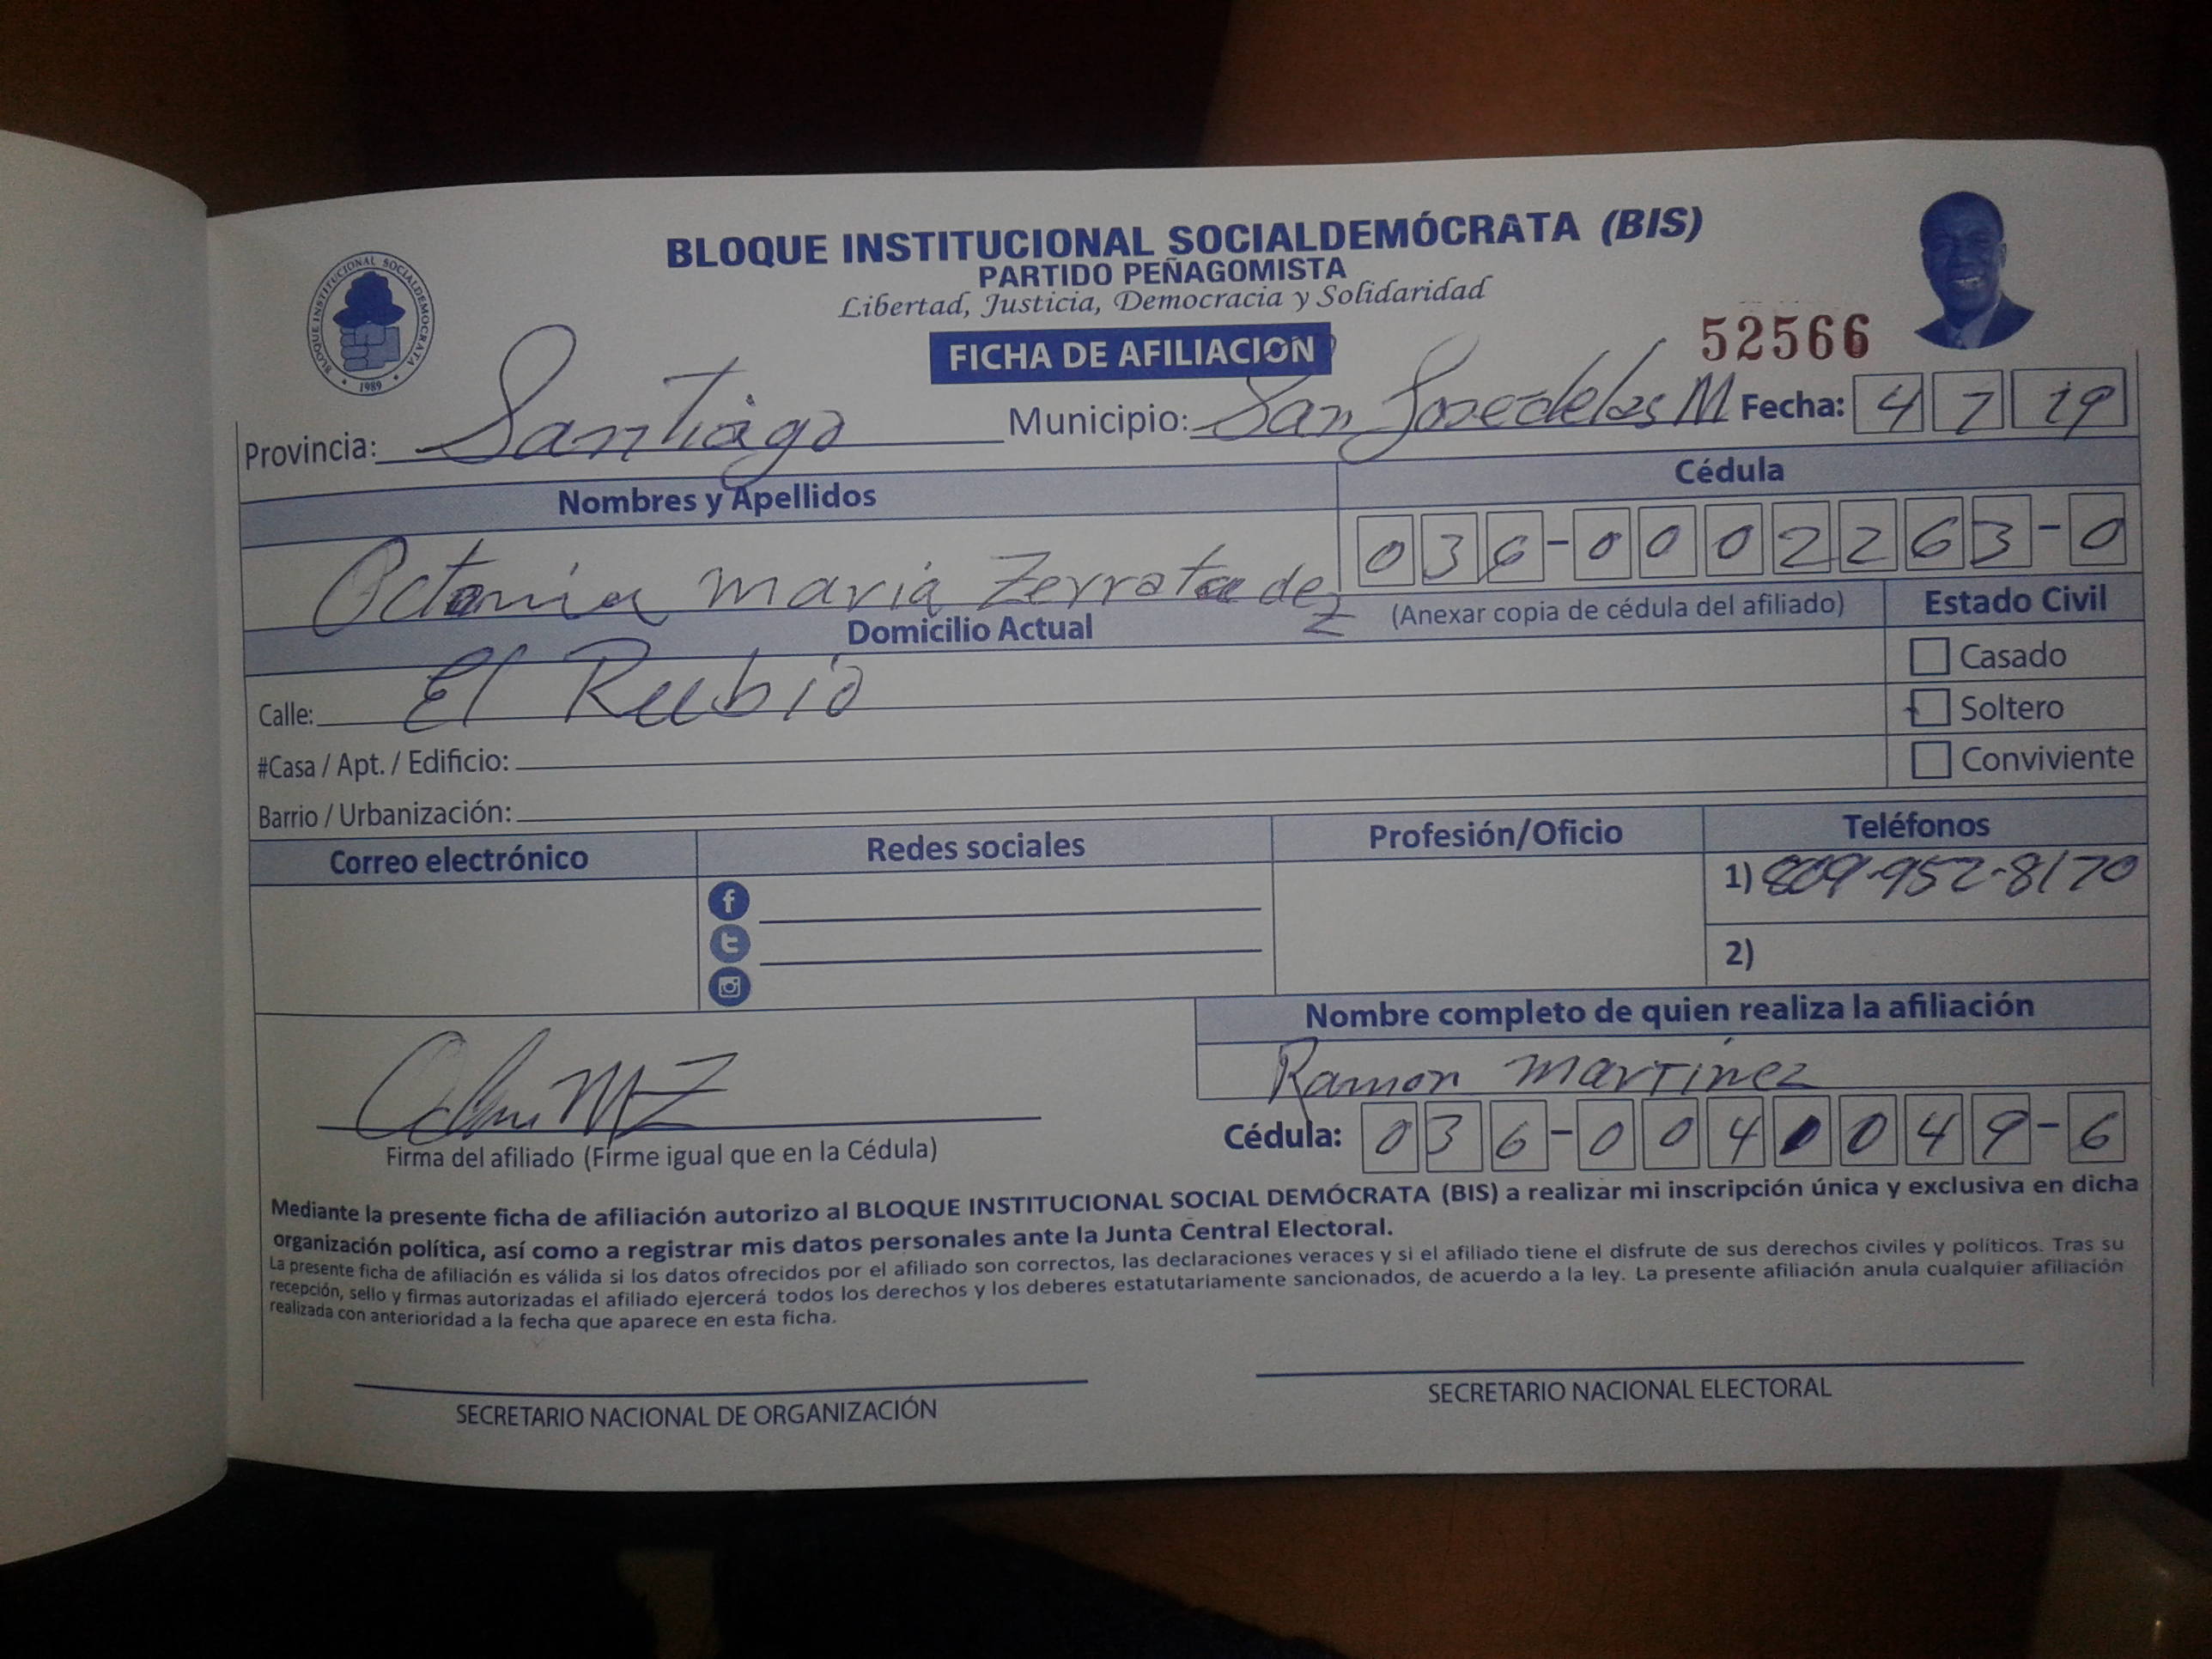 BLOQUE INSTITUCIONAL SOCIALDEMÓCRATA (BIS)
PARTIDO PEÑAGOMISTA
Libertad, Justicia, Democracia y Solidaridad
BLOQUE INSTITUCIONAL SOCIALDEMOCRATA
1989
FICHA DE AFILIACION
52566
Provincia: Santiago Municipio: San Jose de las M Fecha: 4 7 19
Nombres y Apellidos Cédula
maria 036-0002263-0
(Anexar copia de cédula del afiliado) Estado Civil
Domicilio Actual
Casado
Calle: El Rubio Soltero
#Casa / Apt. / Edificio: Conviviente
Barrio / Urbanización:
Correo electrónico Redes sociales Profesión/Oficio Teléfonos
1) 809-952-8170
2)
Nombre completo de quien realiza la afiliación
Ramon Martinez
Cédula: 036-0040049-6
Firma del afiliado (Firme igual que en la Cédula)
Mediante la presente ficha de afiliación autorizo al BLOQUE INSTITUCIONAL SOCIAL DEMÓCRATA (BIS) a realizar mi inscripción única y exclusiva en dicha
organización política, así como a registrar mis datos personales ante la Junta Central Electoral.
La presente ficha de afiliación es válida si los datos ofrecidos por el afiliado son correctos, las declaraciones veraces y si el afiliado tiene el disfrute de sus derechos civiles y políticos. Tras su
recepción, sello y firmas autorizadas el afiliado ejercerá todos los derechos y los deberes estatutariamente sancionados, de acuerdo a la ley. La presente afiliación anula cualquier afiliación
realizada con anterioridad a la fecha que aparece en esta ficha.
SECRETARIO NACIONAL DE ORGANIZACIÓN SECRETARIO NACIONAL ELECTORAL